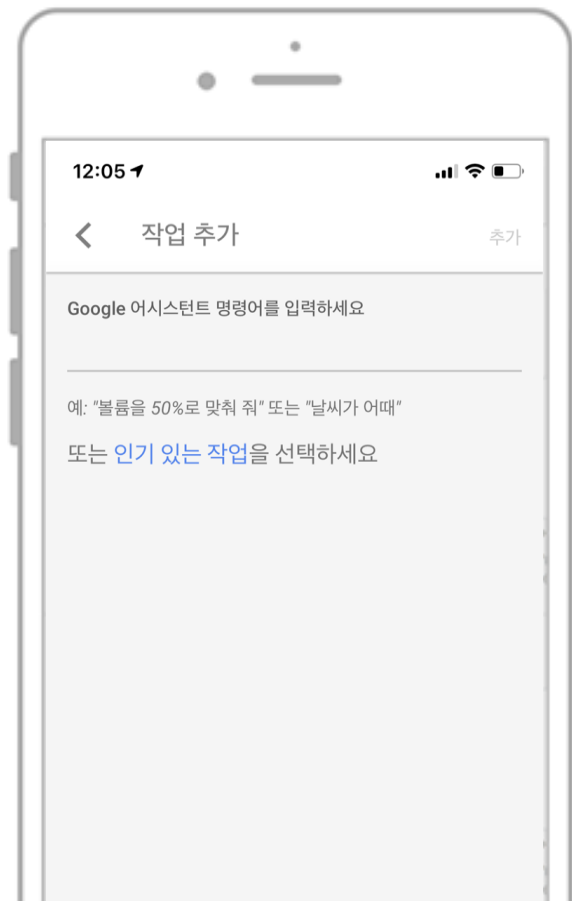 12:05
작업 추가
추가
Google 어시스턴트 명령어를 입력하세요
예: "볼륨을 50%로 맞춰 줘" 또는 "날씨가 어때"
또는 인기 있는 작업을 선택하세요